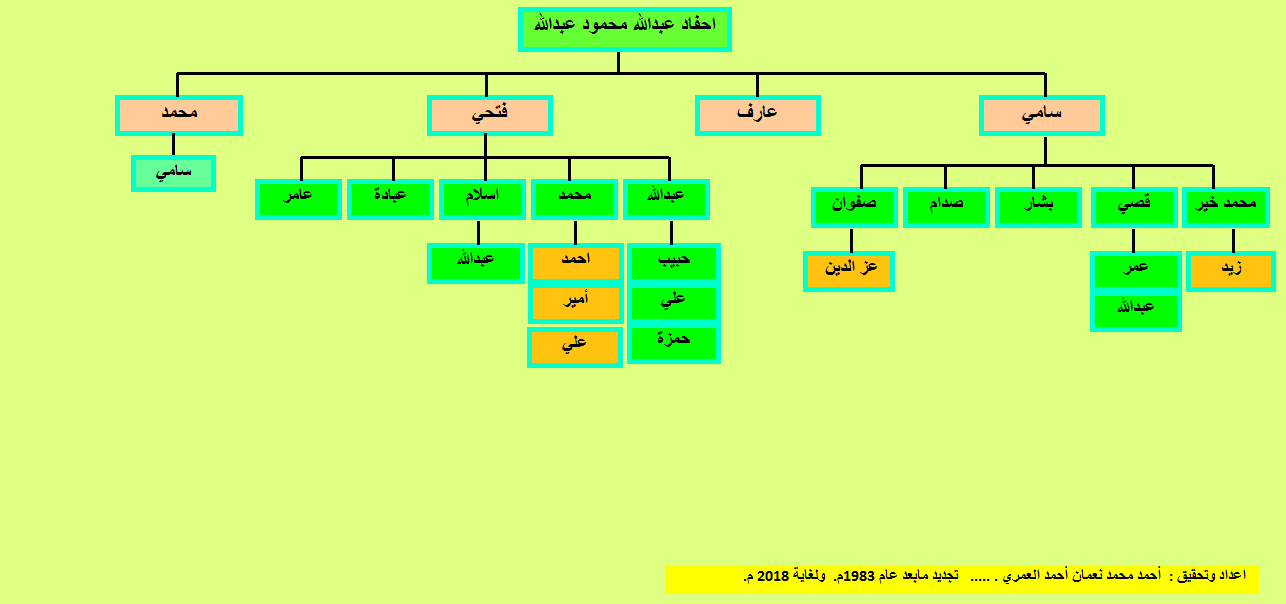 احفاد عبدالله محمود عبدالله
سامي
عارف
فتحي
محمد
محمد خير
قصي
بشار
صدام
صفوان
عبدالله
محمد
اسلام
عبادة
عامر
سامي
زيد
عمر
عبدالله
عز الدين
حبيب
علي
حمزة
احمد
أمير
علي
عبدالله
اعداد وتحقيق : أحمد محمد نعمان أحمد العمري . ..... تجديد مابعد عام 1983م. ولغاية 2018 م.